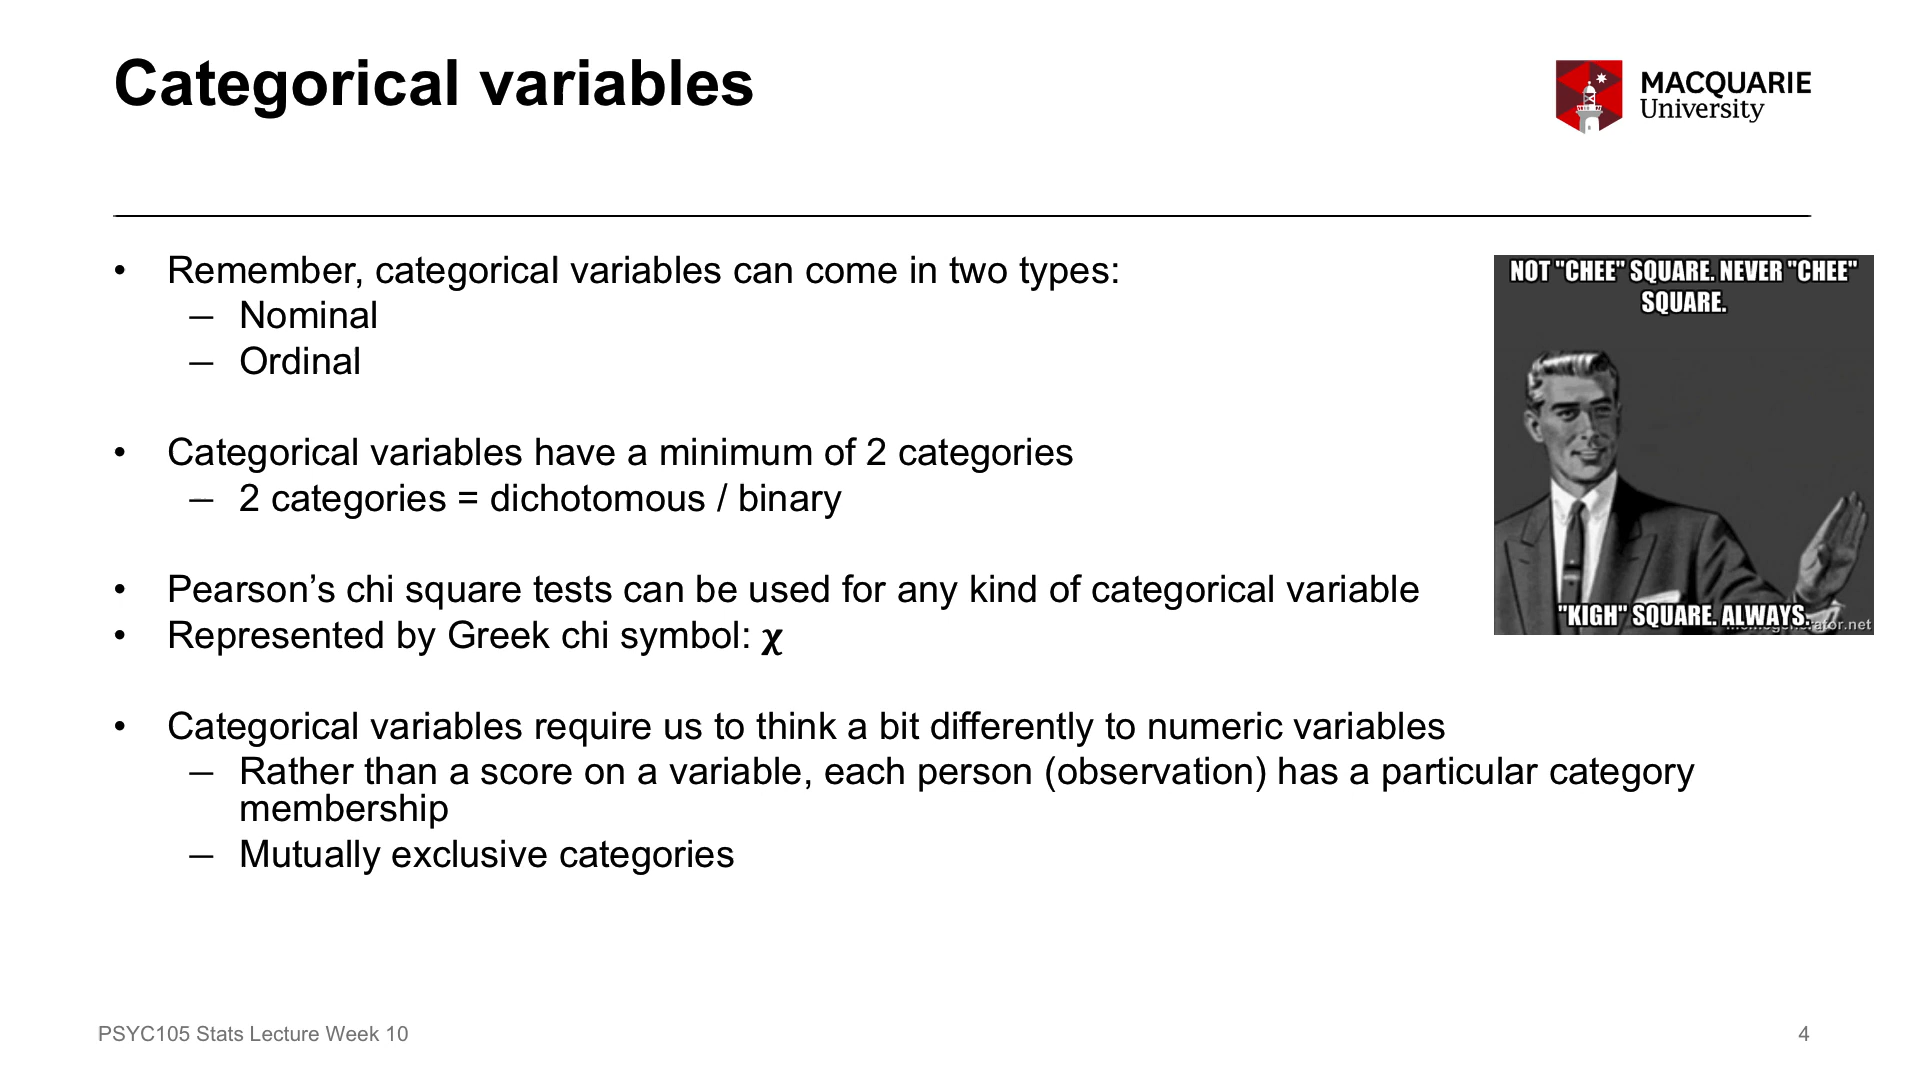 Categorical variables
MACQUARIE
University
• Remember, categorical variables can come in two types:
– Nominal
– Ordinal
• Categorical variables have a minimum of 2 categories
– 2 categories = dichotomous / binary
• Pearson’s chi square tests can be used for any kind of categorical variable
• Represented by Greek chi symbol: χ
• Categorical variables require us to think a bit differently to numeric variables
– Rather than a score on a variable, each person (observation) has a particular category
membership
– Mutually exclusive categories
NOT "CHEE" SQUARE. NEVER "CHEE"
SQUARE.
"KIGH" SQUARE. ALWAYS.
PSYC105 Stats Lecture Week 10
4